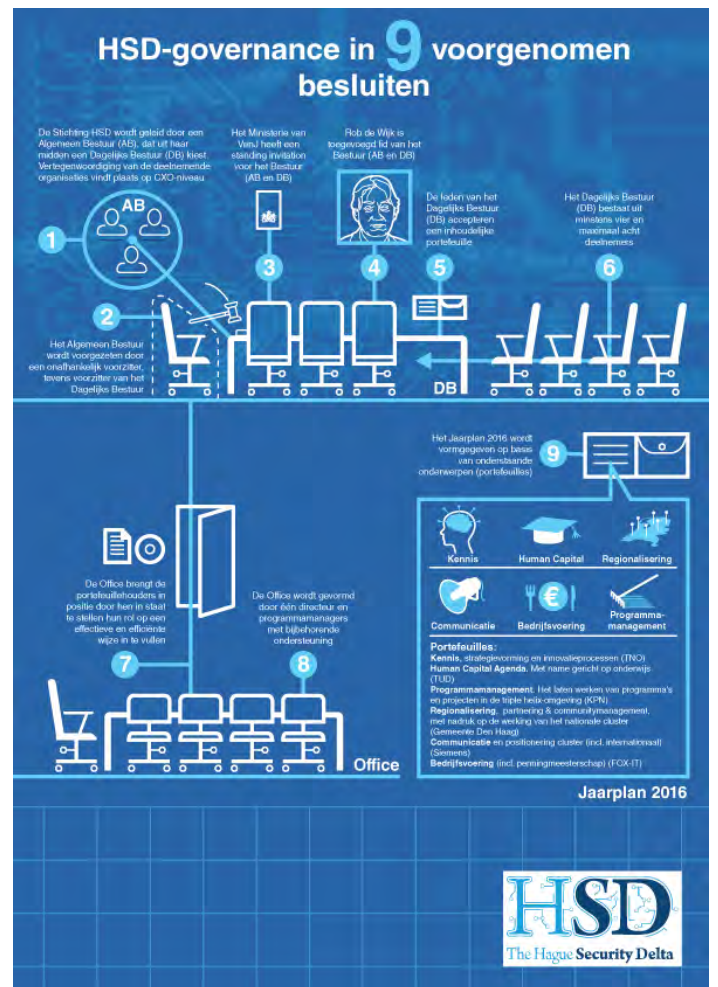 HSD-governance in 9 voorgenomen
besluiten
De Stichting HSD wordt geleid door een
Algemeen Bestuur (AB), dat uit haar
midden een Dagelijks Bestuur (DB) kiest.
Vertegenwoordiging van de deelnemende
organisaties vindt plaats op CXO-niveau
AB
1
2
Het Algemeen Bestuur
wordt voorgezeten door
een onafhankelijk voorzitter,
tevens voorzitter van het
Dagelijks Bestuur
Het Ministerie van
VenJ heeft een
standing invitation
voor het Bestuur
(AB en DB)
3
Rob de Wijk is
toegevoegd lid van het
Bestuur (AB en DB)
4
De leden van het
Dagelijks Bestuur
(DB) accepteren
een inhoudelijke
portefeuille
5
Het Dagelijks Bestuur
(DB) bestaat uit
minstens vier en
maximaal acht
deelnemers
6
DB
De Office brengt de
portefeuillehouders in
positie door hen in staat
te stellen hun rol op een
effectieve en efficiënte
wijze in te vullen
7
De Office wordt gevormd
door één directeur en
programmamanagers
met bijbehorende
ondersteuning
8
Office
Het Jaarplan 2016 wordt
vormgegeven op basis
van onderstaande
onderwerpen (portefeuilles)
9
Kennis
Human Capital
Regionalisering
Communicatie
€
Bedrijfsvoering
Programma-
management
Portefeuilles:
Kennis, strategievorming en innovatieprocessen (TNO)
Human Capital Agenda. Met name gericht op onderwijs
(TUD)
Programmamanagement. Het laten werken van programma's
en projecten in de triple helix-omgeving (KPN)
Regionalisering, partnering & communitymanagement,
met nadruk op de werking van het nationale cluster
(Gemeente Den Haag)
Communicatie en positionering cluster (incl. internationaal)
(Siemens)
Bedrijfsvoering (incl. penningmeesterschap) (FOX-IT)
Jaarplan 2016
HSD
The Hague Security Delta